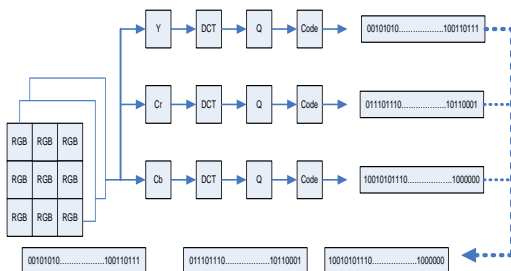 Y DCT Q Code 00101010.....................100110111
Cr DCT Q Code 011101110.....................10110001
RGB RGB RGB
RGB RGB RGB
Cb DCT Q Code 10010101110.....................1000000
RGB RGB RGB
00101010.....................100110111 011101110.....................10110001 10010101110.....................1000000